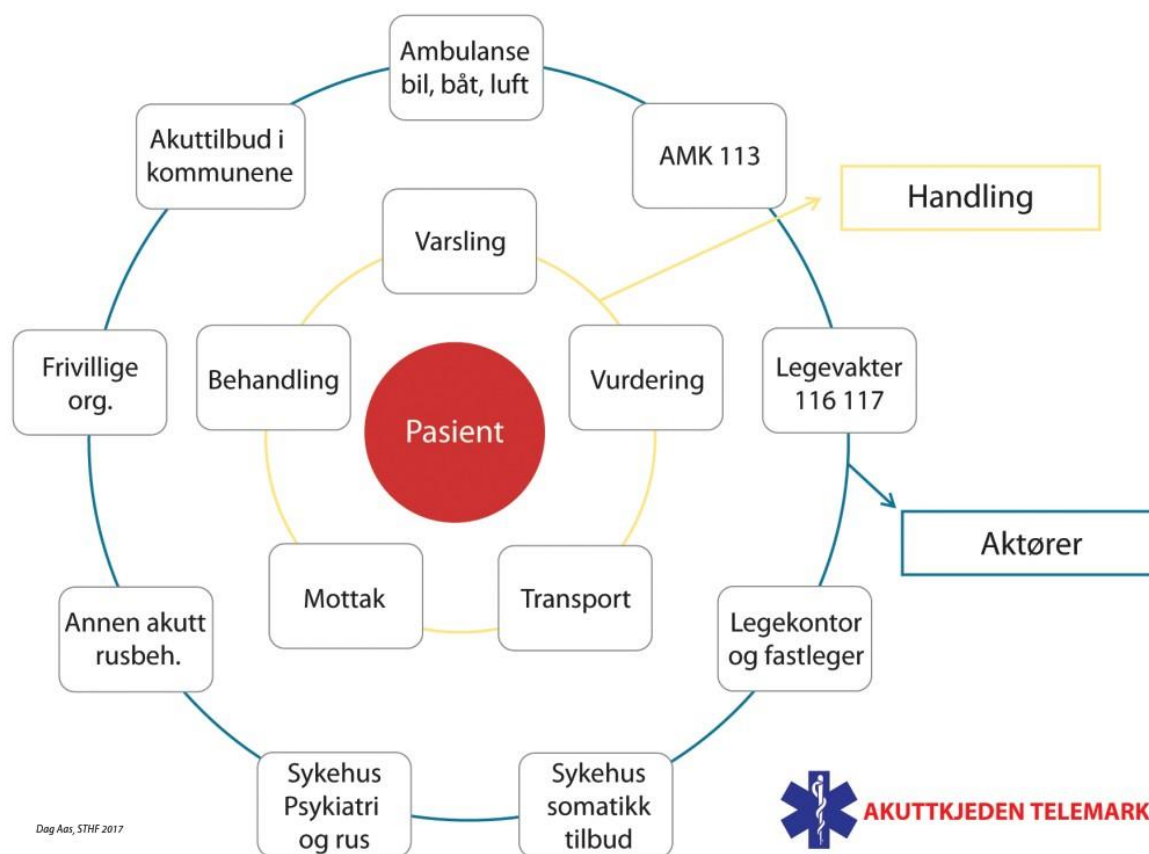 Ambulanse
bil, båt, luft
AMK 113
Legevakter
116 117
Legekontor
og fastleger
Sykehus
somatikk
tilbud
Sykehus
Psykiatri
og rus
Annen akutt
rusbeh.
Frivillige
org.
Akuttilbud i
kommunene
Varsling
Vurdering
Transport
Mottak
Behandling
Pasient
Handling
Aktører
Dag Aas, STHF 2017
AKUTTKJEDEN TELEMARK